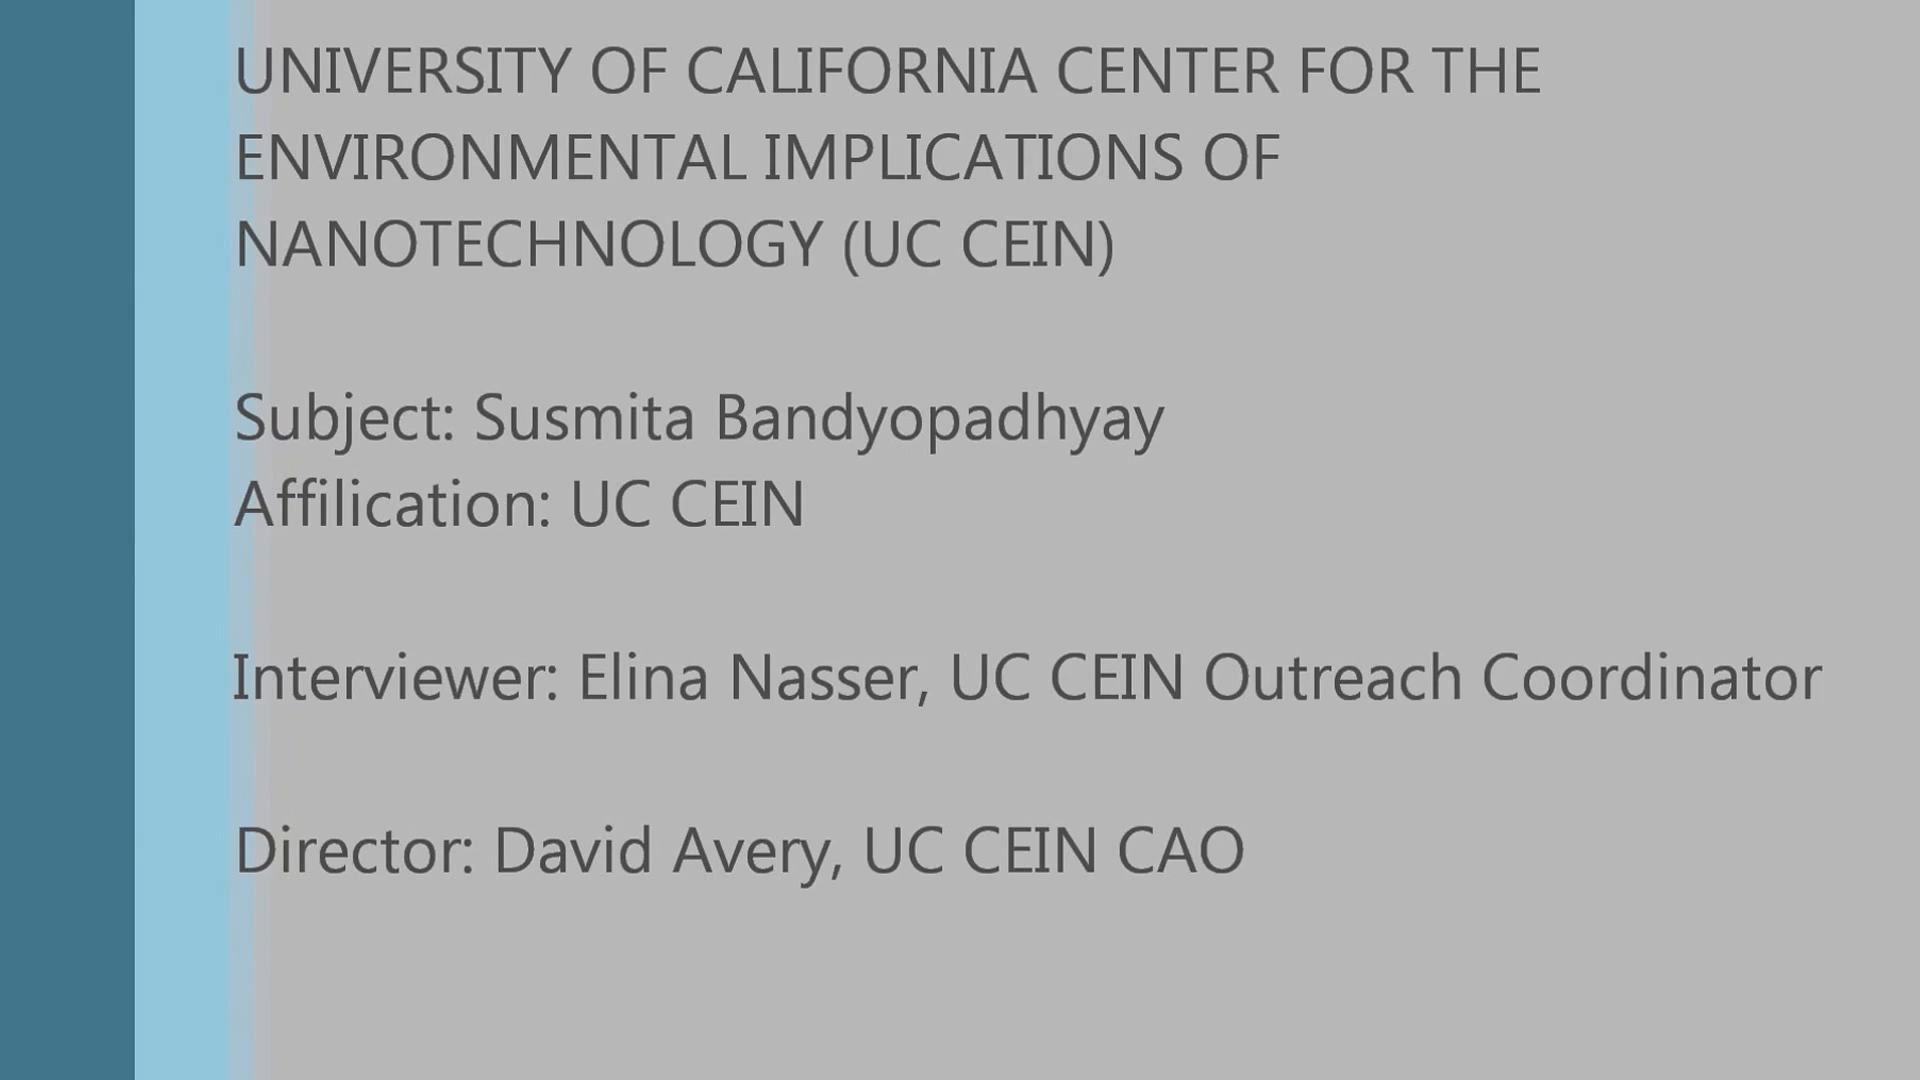 UNIVERSITY OF CALIFORNIA CENTER FOR THE
ENVIRONMENTAL IMPLICATIONS OF
NANOTECHNOLOGY (UC CEIN)
Subject: Susmita Bandyopadhyay
Affilication: UC CEIN
Interviewer: Elina Nasser, UC CEIN Outreach Coordinator
Director: David Avery, UC CEIN CAO